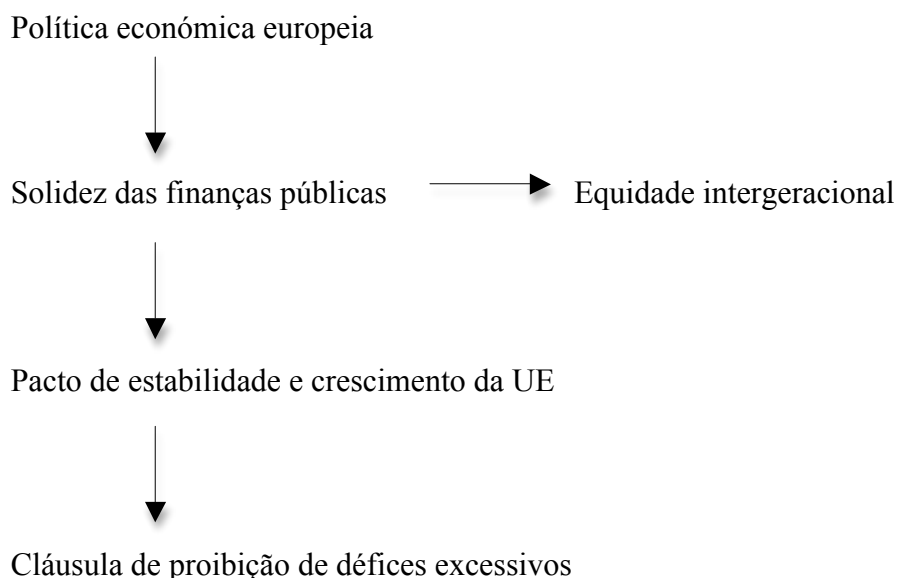 Política económica europeia
Solidez das finanças públicas
Equidade intergeracional
Pacto de estabilidade e crescimento da UE
Cláusula de proibição de défices excessivos